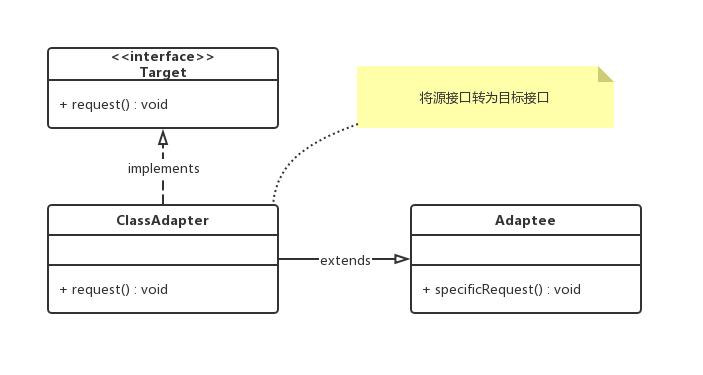 <<interface>>
Target
+ request() : void
将源接口转为目标接口
implements
ClassAdapter
+ request() : void
extends
Adaptee
+ specificRequest() : void